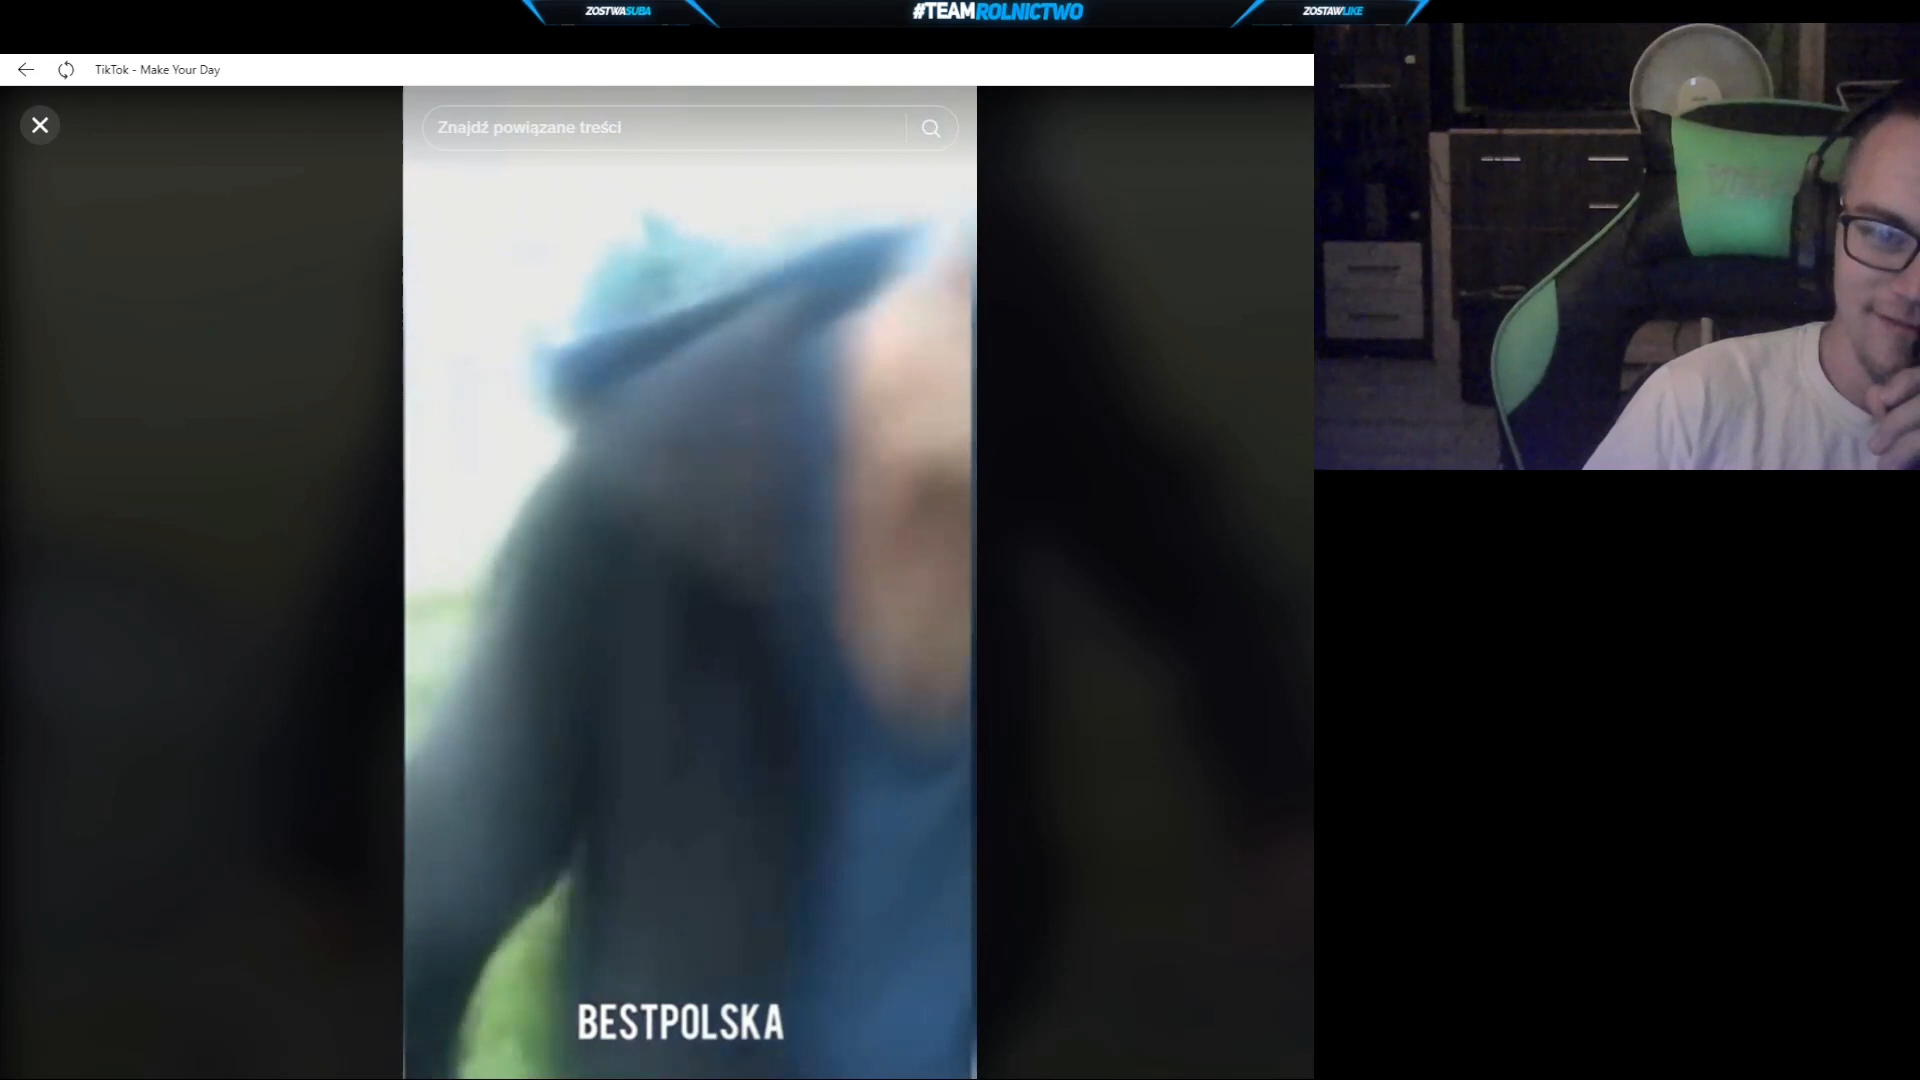 ZOSTWASUBA
#TEAMROLNICTWO
ZOSTAWLIKE
TikTok - Make Your Day
Znajdź powiązane treści
BESTPOLSKA